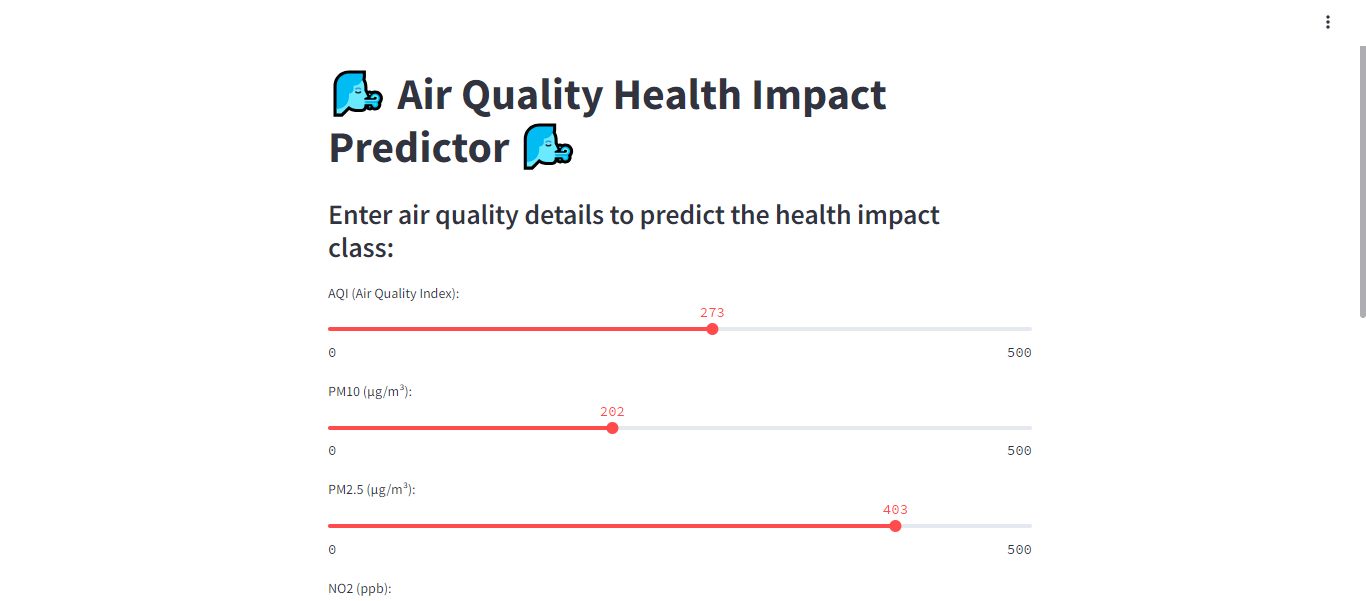 Air Quality Health Impact
Predictor
Enter air quality details to predict the health impact
class:
AQI (Air Quality Index):
273
0 500
PM10 (µg/m³):
202
0 500
PM2.5 (µg/m³):
403
0 500
NO2 (ppb):